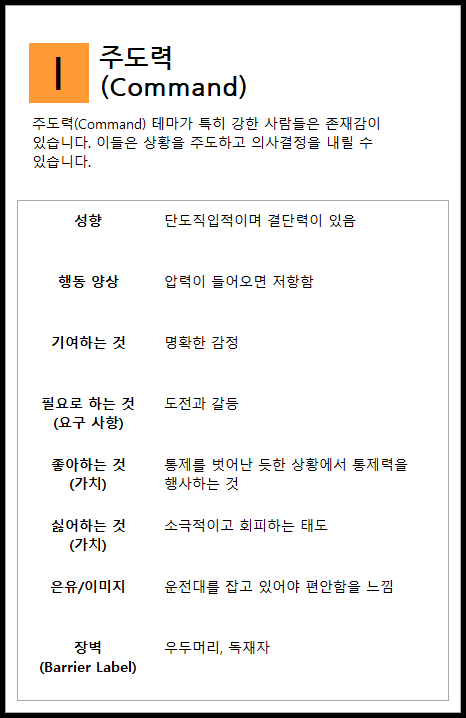 I
주도력
(Command)
주도력(Command) 테마가 특히 강한 사람들은 존재감이
있습니다. 이들은 상황을 주도하고 의사결정을 내릴 수
있습니다.
성향 단도직입적이며 결단력이 있음
행동 양상 압력이 들어오면 저항함
기여하는 것 명확한 감정
필요로 하는 것 도전과 갈등
(요구 사항)
좋아하는 것 통제를 벗어난 듯한 상황에서 통제력을
(가치) 행사하는 것
싫어하는 것 소극적이고 회피하는 태도
(가치)
은유/이미지 운전대를 잡고 있어야 편안함을 느낌
장벽 우두머리, 독재자
(Barrier Label)